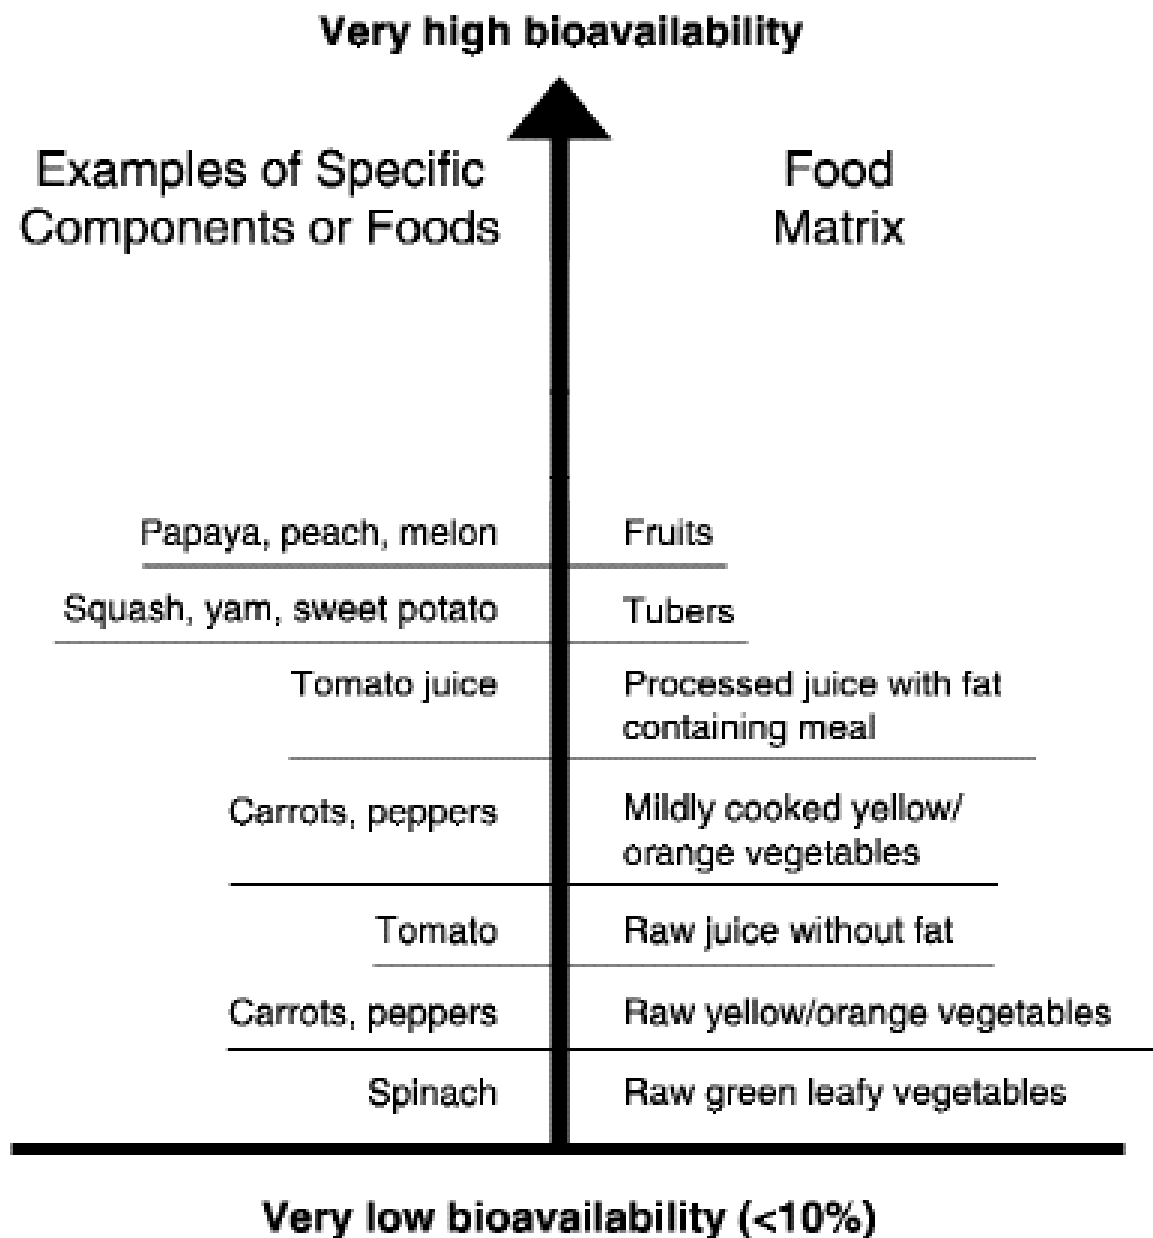 Very high bioavailability
Examples of Specific
Components or Foods
Food
Matrix
Papaya, peach, melon
Fruits
Squash, yam, sweet potato
Tubers
Tomato juice
Processed juice with fat
containing meal
Carrots, peppers
Mildly cooked yellow/
orange vegetables
Tomato
Raw juice without fat
Carrots, peppers
Raw yellow/orange vegetables
Spinach
Raw green leafy vegetables
Very low bioavailability (<10%)